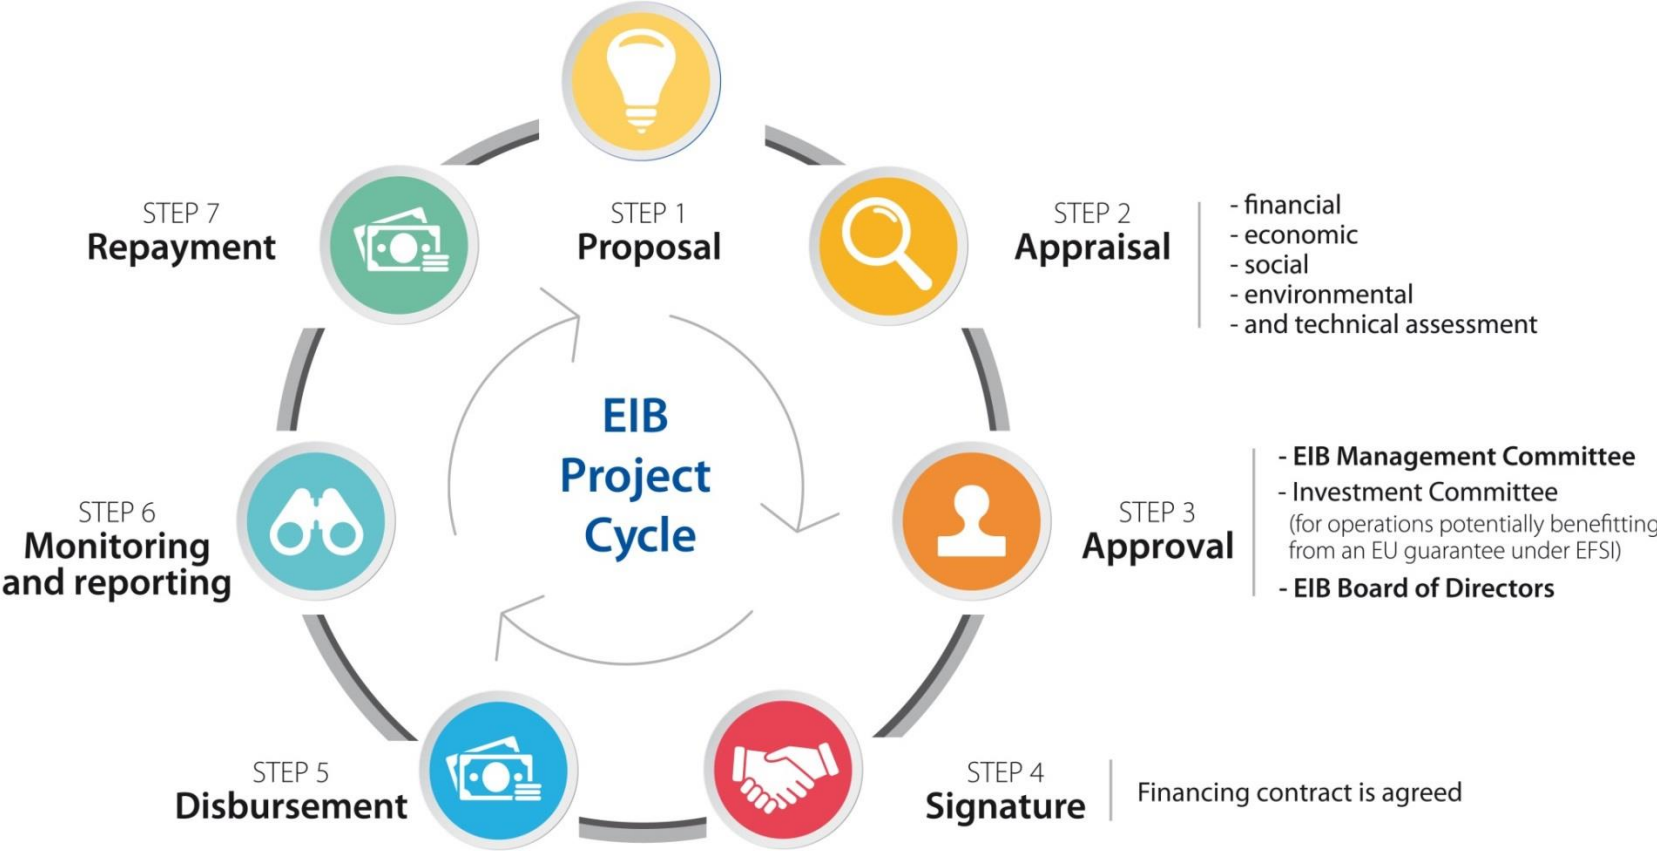 STEP 1
Proposal
STEP 2
Appraisal
- financial
- economic
- social
- environmental
- and technical assessment
STEP 3
Approval
- EIB Management Committee
- Investment Committee
(for operations potentially benefitting
from an EU guarantee under EFSI)
- EIB Board of Directors
STEP 4
Signature
Financing contract is agreed
STEP 5
Disbursement
STEP 6
Monitoring
and reporting
STEP 7
Repayment
EIB
Project
Cycle